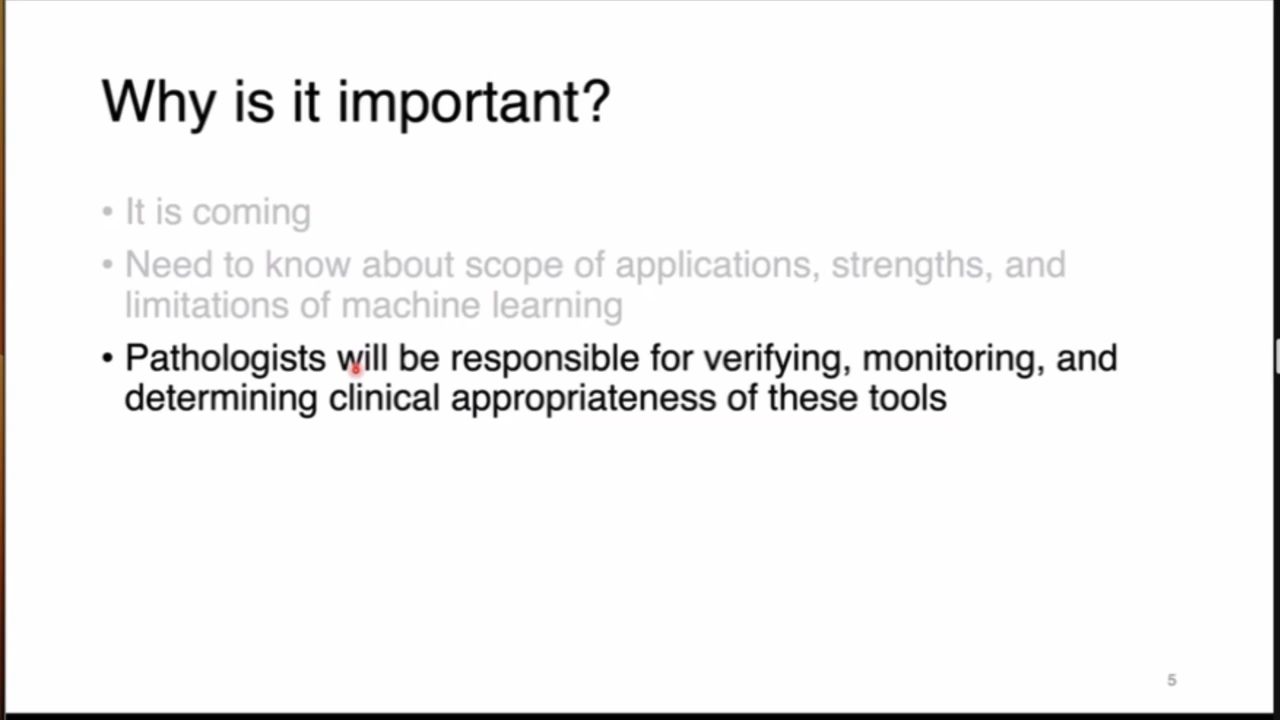 Why is it important?
• It is coming
• Need to know about scope of applications, strengths, and
limitations of machine learning
• Pathologists will be responsible for verifying, monitoring, and
determining clinical appropriateness of these tools
5